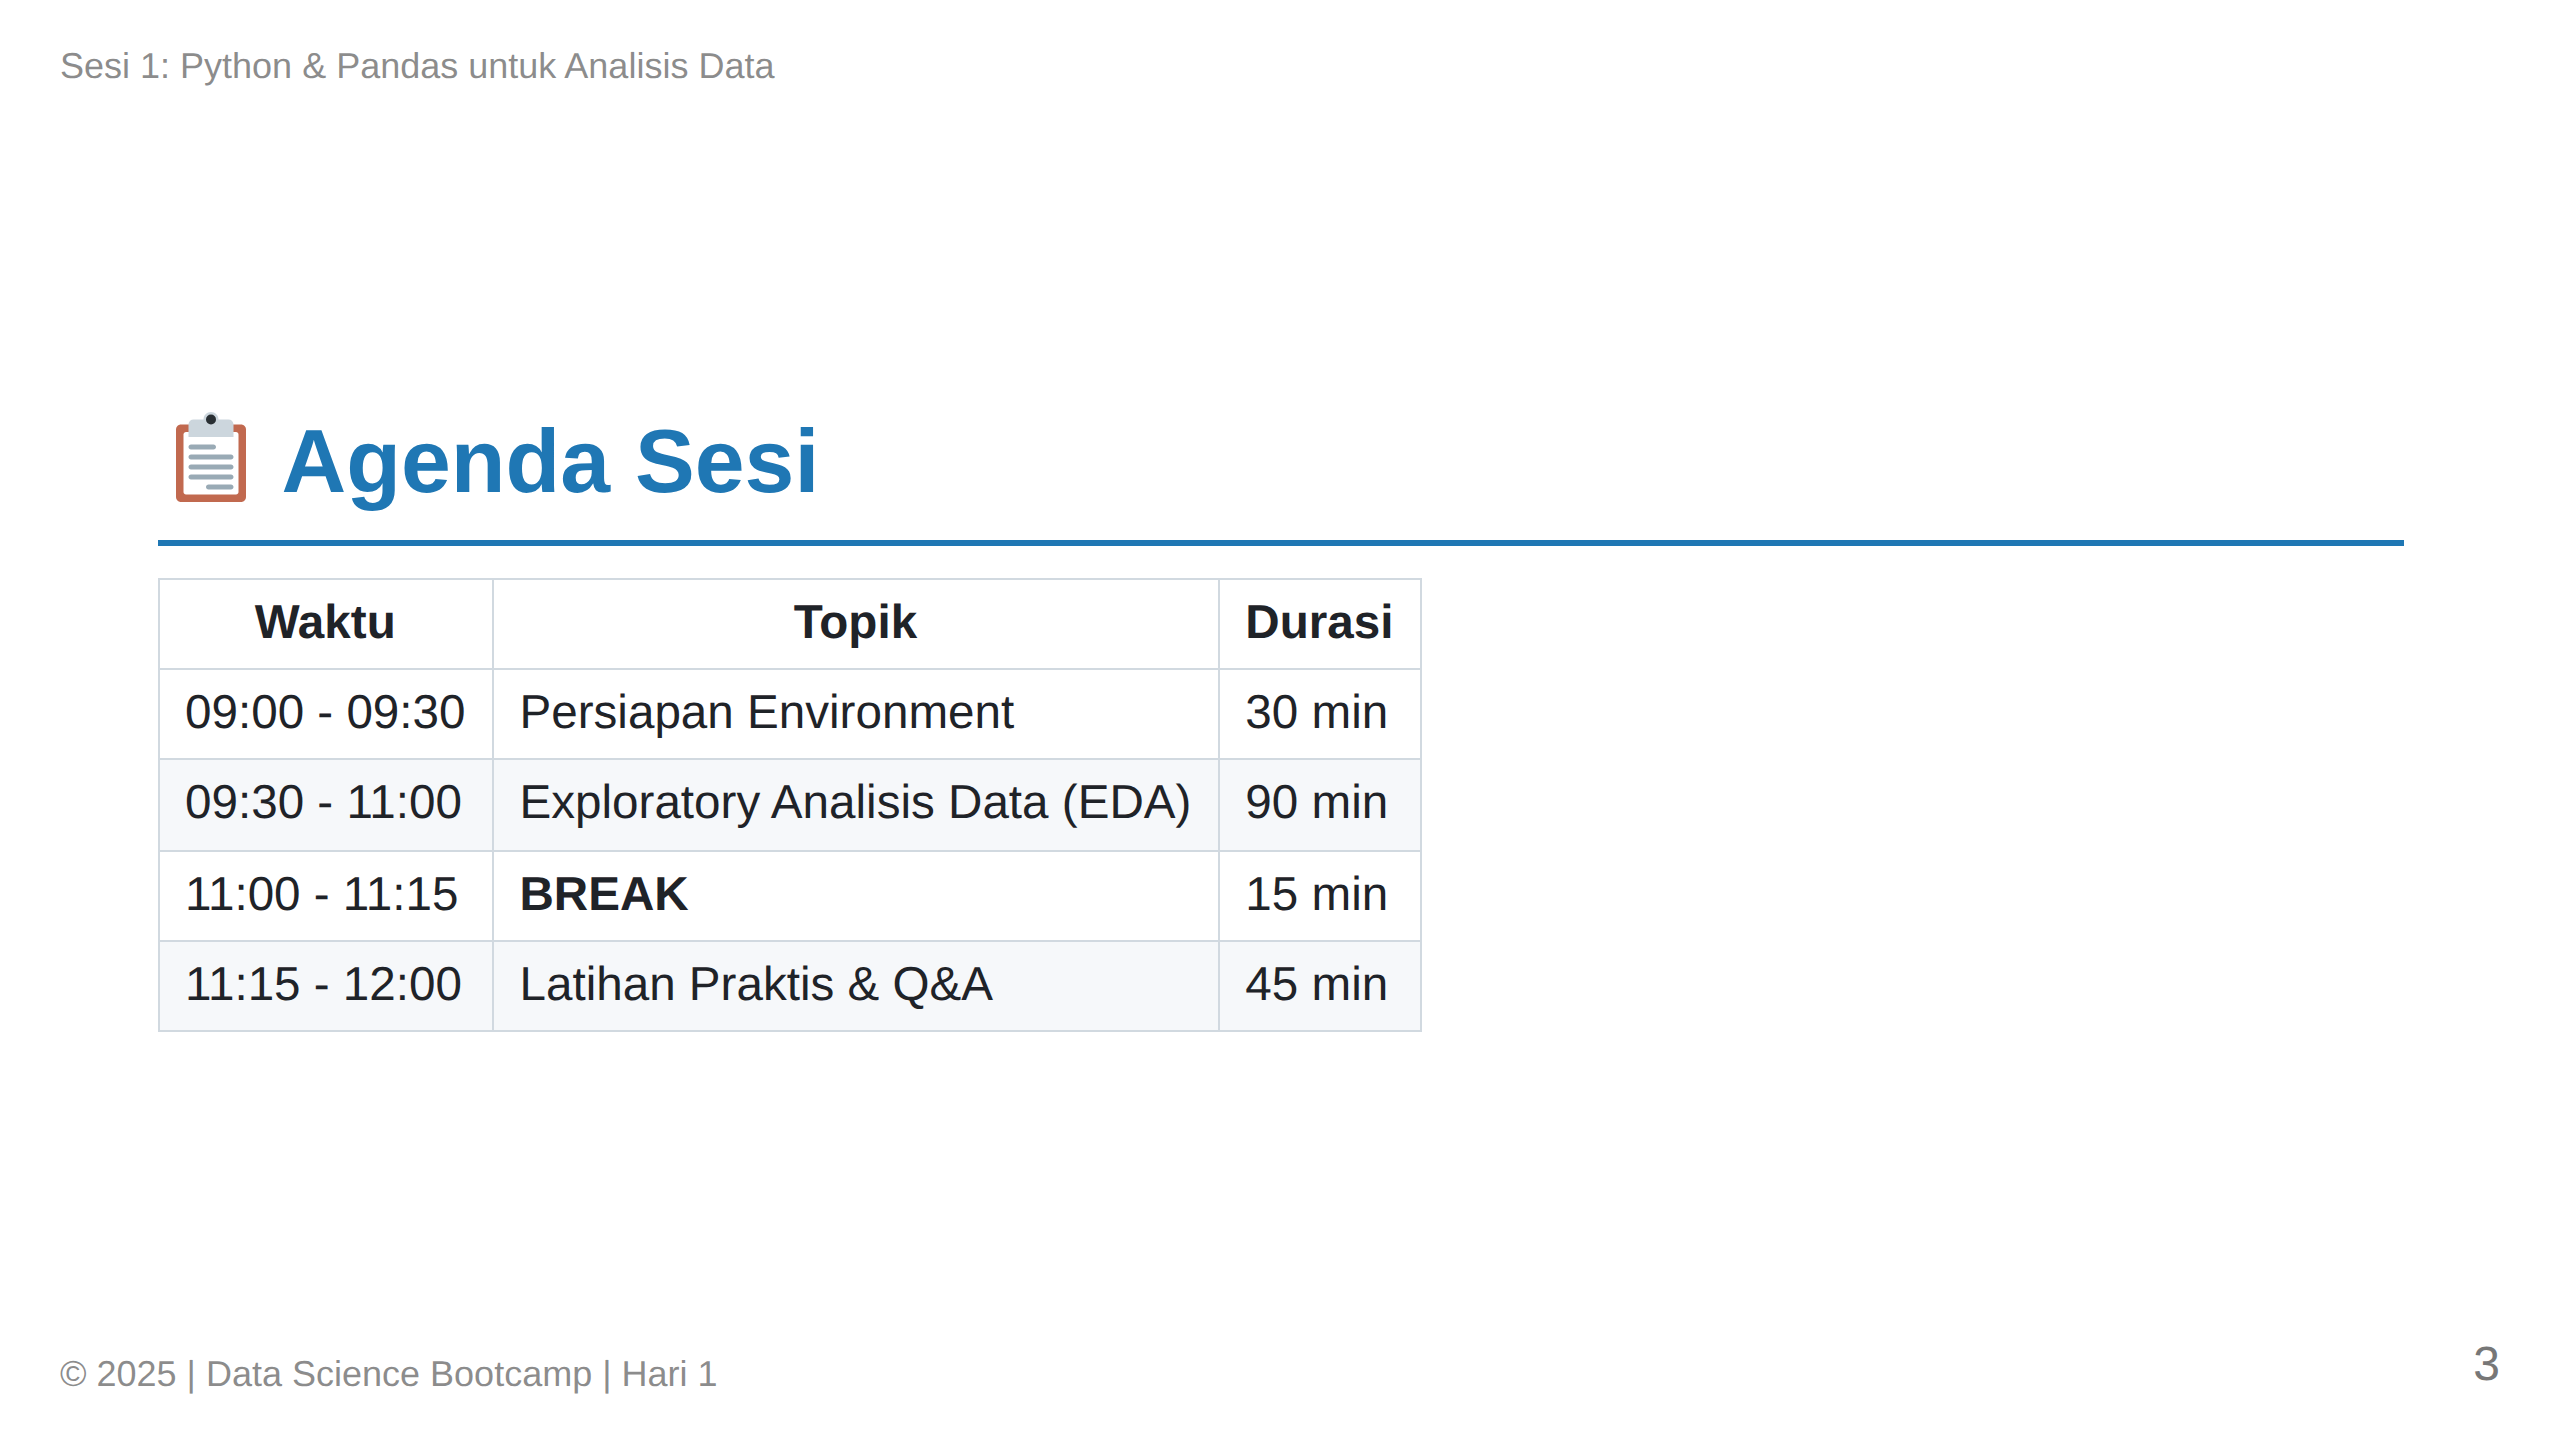 Sesi 1: Python & Pandas untuk Analisis Data
Agenda Sesi
Waktu Topik Durasi
09:00 - 09:30 Persiapan Environment 30 min
09:30 - 11:00 Exploratory Analisis Data (EDA) 90 min
11:00 - 11:15 BREAK 15 min
11:15 - 12:00 Latihan Praktis & Q&A 45 min
© 2025 | Data Science Bootcamp | Hari 1
3